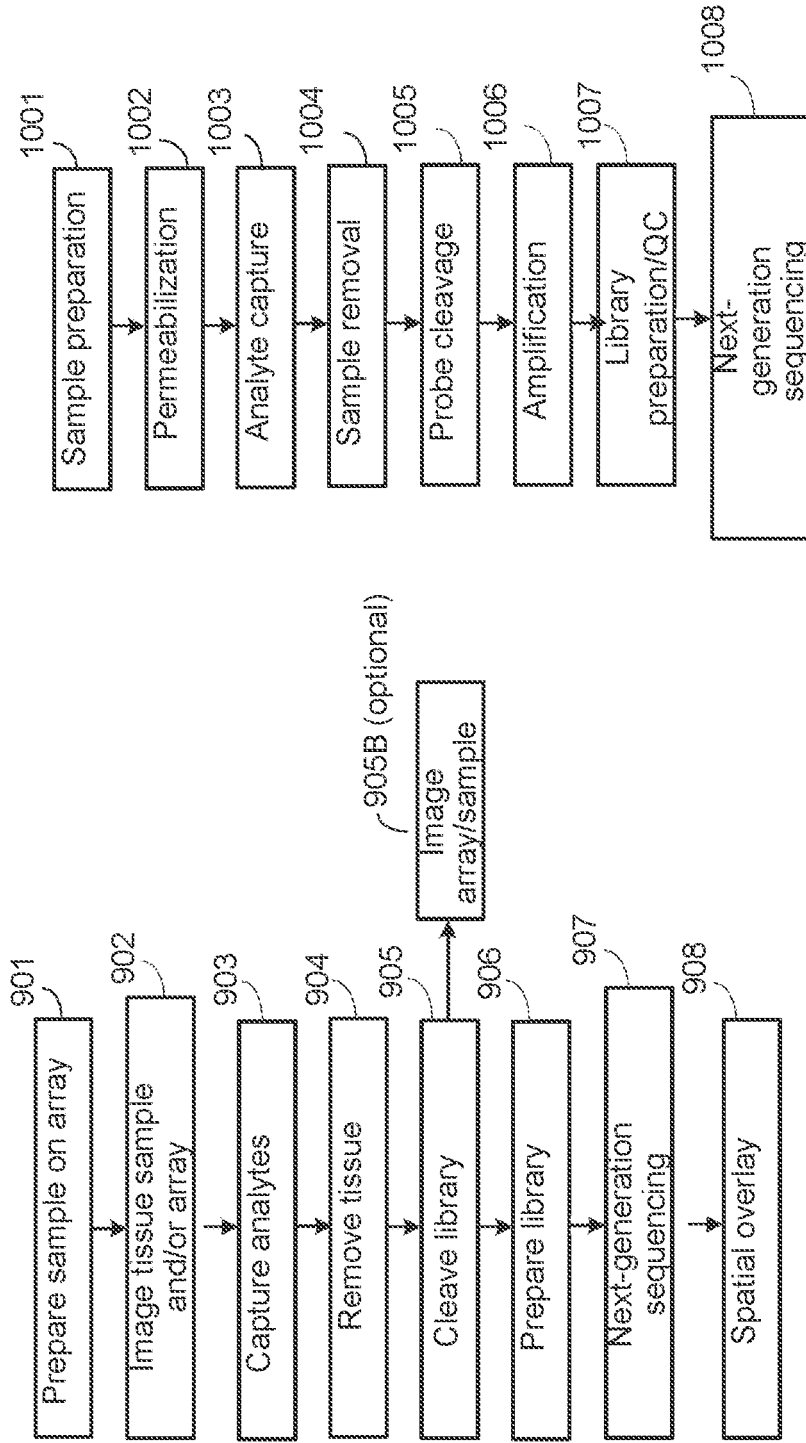 901
Prepare sample on array
902
Image tissue sample
and/or array
903
Capture analytes
904
Remove tissue
905
Cleave library
905B (optional)
Image
array/sample
906
Prepare library
907
Next-generation
sequencing
908
Spatial overlay
1001
Sample preparation
1002
Permeabilization
1003
Analyte capture
1004
Sample removal
1005
Probe cleavage
1006
Amplification
1007
Library
preparation/QC
1008
Next-
generation
sequencing